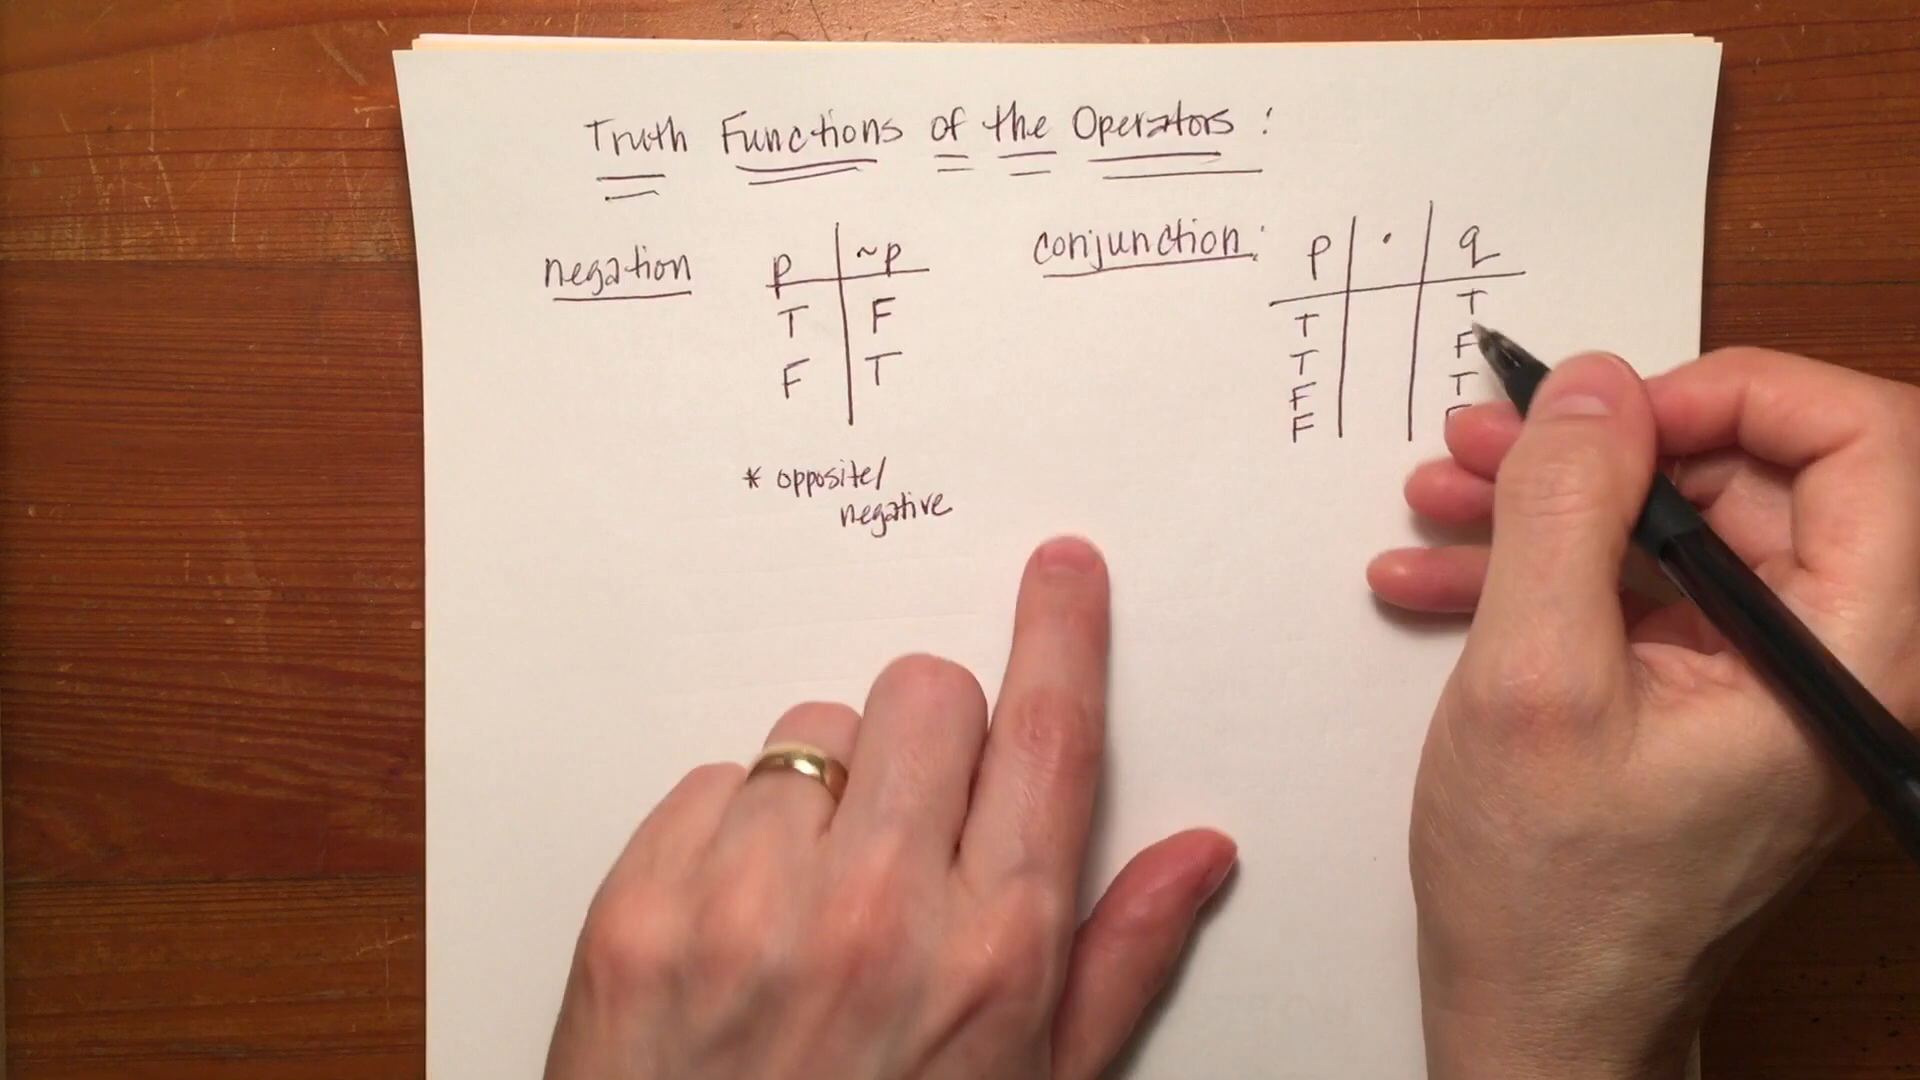 Truth Functions of the Operators :
negation
p ~p
T F
F T
* opposite/
negative
conjunction:
p · q
T T
T F
F T
F